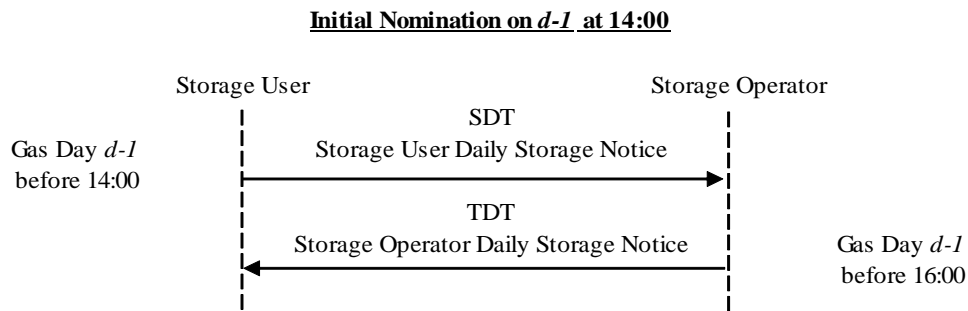 Initial Nomination on d-1 at 14:00
Storage User
Storage Operator
SDT
Gas Day d-1
before 14:00
Storage User Daily Storage Notice
TDT
Storage Operator Daily Storage Notice
Gas Day d-1
before 16:00